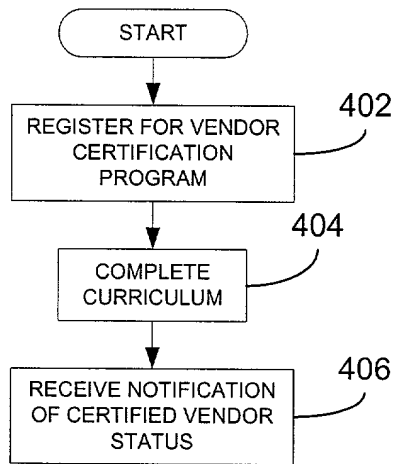 START
402
REGISTER FOR VENDOR
CERTIFICATION
PROGRAM
404
COMPLETE
CURRICULUM
406
RECEIVE NOTIFICATION
OF CERTIFIED VENDOR
STATUS